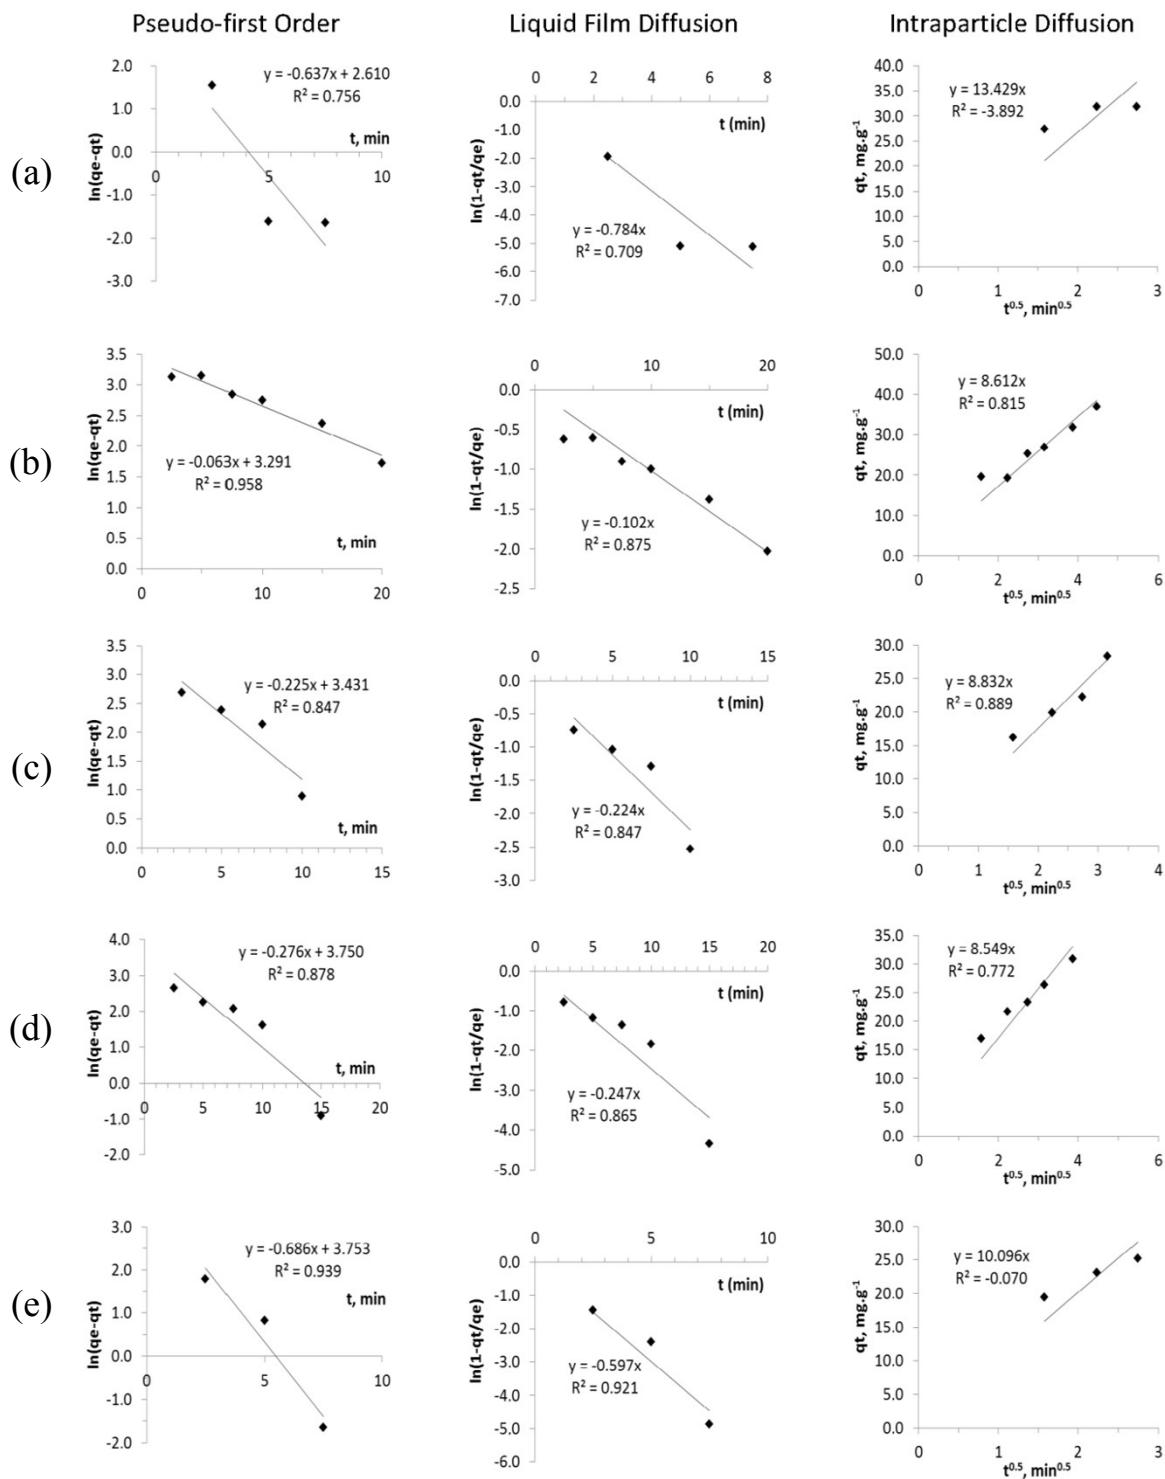 Pseudo-first Order
Liquid Film Diffusion
Intraparticle Diffusion
(a)
2.0
1.0
0.0
-1.0
-2.0
-3.0
ln(qe-qt)
y = -0.637x + 2.610
R² = 0.756
t, min
0 5 10
0 2 4 6 8
0.0
-1.0
-2.0
-3.0
-4.0
-5.0
-6.0
-7.0
ln(1-qt/qe)
t (min)
y = -0.784x
R² = 0.709
40.0
35.0
30.0
25.0
20.0
15.0
10.0
5.0
0.0
qt, mg.g⁻¹
y = 13.429x
R² = -3.892
0 1 2 3
t⁰·⁵, min⁰·⁵
(b)
3.5
3.0
2.5
2.0
1.5
1.0
0.5
0.0
ln(qe-qt)
y = -0.063x + 3.291
R² = 0.958
t, min
0 10 20
0 10 20
0.0
-0.5
-1.0
-1.5
-2.0
-2.5
ln(1-qt/qe)
t (min)
y = -0.102x
R² = 0.875
50.0
40.0
30.0
20.0
10.0
0.0
qt, mg.g⁻¹
y = 8.612x
R² = 0.815
0 2 4 6
t⁰·⁵, min⁰·⁵
(c)
3.5
3.0
2.5
2.0
1.5
1.0
0.5
0.0
ln(qe-qt)
y = -0.225x + 3.431
R² = 0.847
t, min
0 5 10 15
0 5 10 15
0.0
-0.5
-1.0
-1.5
-2.0
-2.5
-3.0
ln(1-qt/qe)
t (min)
y = -0.224x
R² = 0.847
30.0
25.0
20.0
15.0
10.0
5.0
0.0
qt, mg.g⁻¹
y = 8.832x
R² = 0.889
0 1 2 3 4
t⁰·⁵, min⁰·⁵
(d)
4.0
3.0
2.0
1.0
0.0
-1.0
-2.0
ln(qe-qt)
y = -0.276x + 3.750
R² = 0.878
t, min
0 5 10 15 20
0 5 10 15 20
0.0
-1.0
-2.0
-3.0
-4.0
-5.0
ln(1-qt/qe)
t (min)
y = -0.247x
R² = 0.865
35.0
30.0
25.0
20.0
15.0
10.0
5.0
0.0
qt, mg.g⁻¹
y = 8.549x
R² = 0.772
0 2 4 6
t⁰·⁵, min⁰·⁵
(e)
3.0
2.0
1.0
0.0
-1.0
-2.0
ln(qe-qt)
y = -0.686x + 3.753
R² = 0.939
t, min
0 5 10
0 5 10
0.0
-1.0
-2.0
-3.0
-4.0
-5.0
-6.0
ln(1-qt/qe)
t (min)
y = -0.597x
R² = 0.921
30.0
25.0
20.0
15.0
10.0
5.0
0.0
qt, mg.g⁻¹
y = 10.096x
R² = -0.070
0 1 2 3
t⁰·⁵, min⁰·⁵